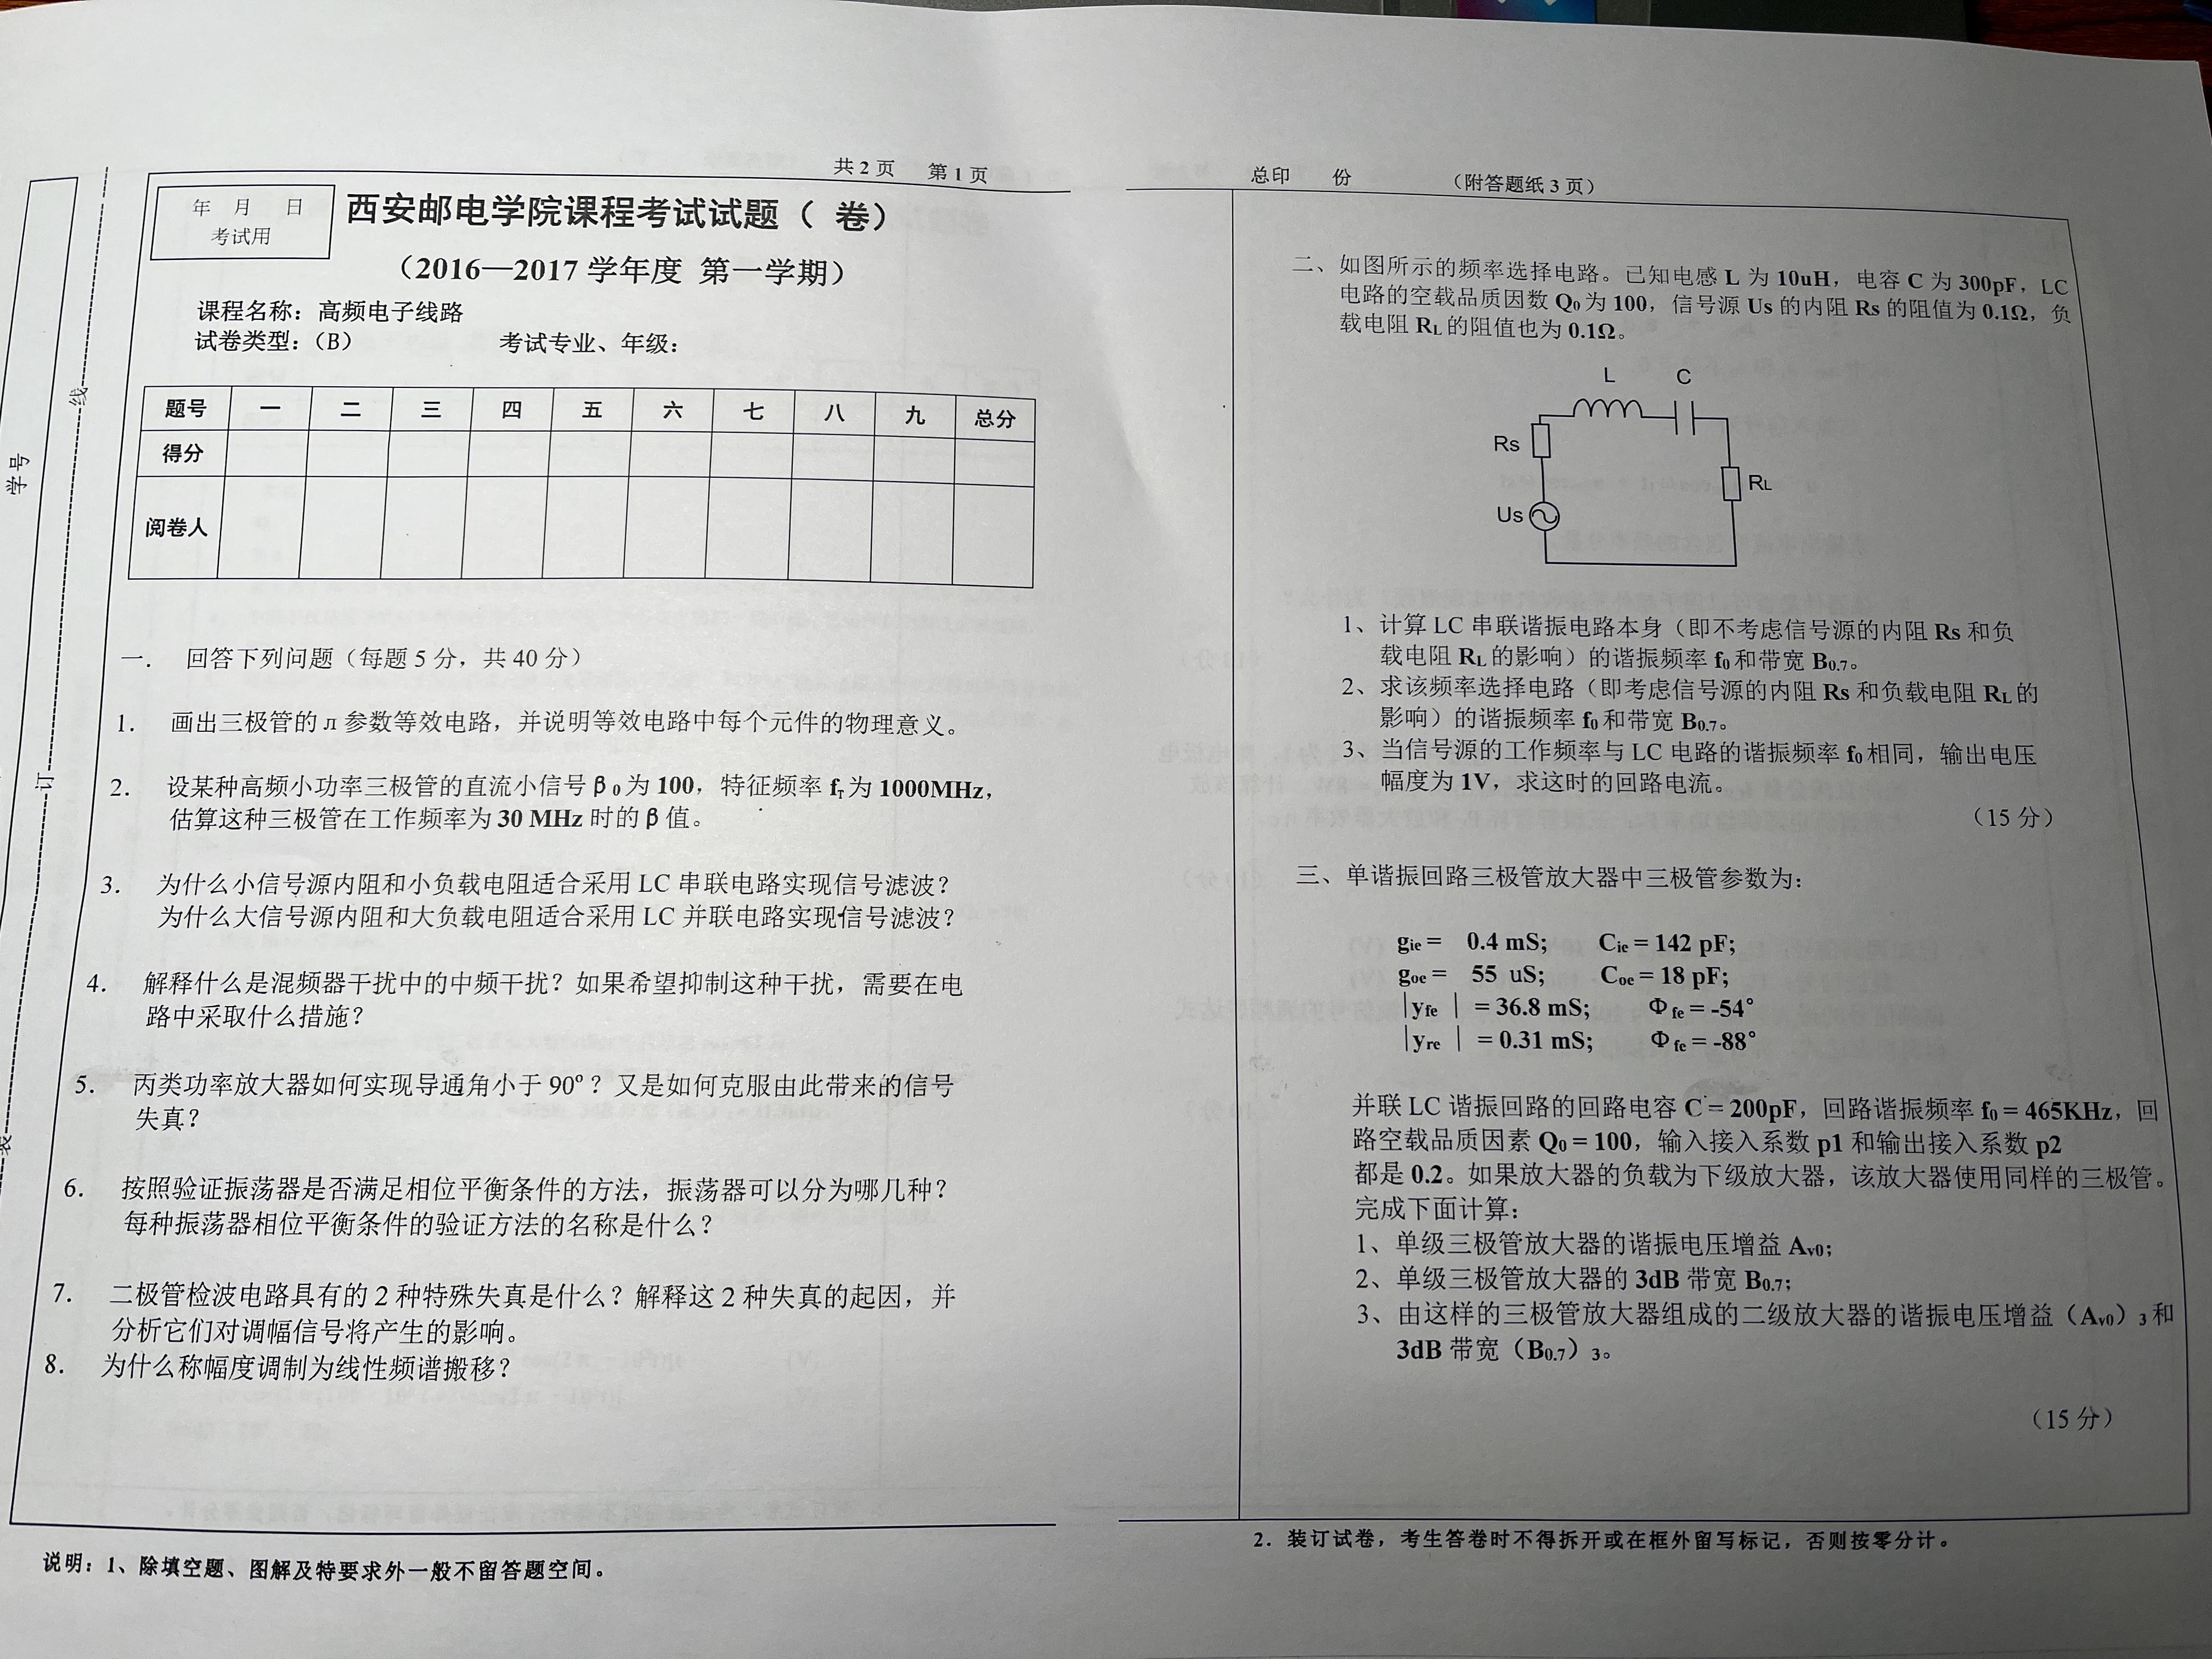 共 2 页 第 1 页
年 月 日
考试用
西安邮电学院课程考试试题（ 卷）
（2016—2017 学年度 第一学期）
课程名称：高频电子线路
试卷类型：（B） 考试专业、年级：
题号 一 二 三 四 五 六 七 八 九 总分
得分
阅卷人
学号
线
订
装
一. 回答下列问题（每题 5 分，共 40 分）
1. 画出三极管的 π 参数等效电路，并说明等效电路中每个元件的物理意义。
2. 设某种高频小功率三极管的直流小信号 β0 为 100，特征频率 fT 为 1000MHz，
估算这种三极管在工作频率为 30 MHz 时的 β 值。
3. 为什么小信号源内阻和小负载电阻适合采用 LC 串联电路实现信号滤波？
为什么大信号源内阻和大负载电阻适合采用 LC 并联电路实现信号滤波？
4. 解释什么是混频器干扰中的中频干扰？如果希望抑制这种干扰，需要在电
路中采取什么措施？
5. 丙类功率放大器如何实现导通角小于 90°？又是如何克服由此带来的信号
失真？
6. 按照验证振荡器是否满足相位平衡条件的方法，振荡器可以分为哪几种？
每种振荡器相位平衡条件的验证方法的名称是什么？
7. 二极管检波电路具有的 2 种特殊失真是什么？解释这 2 种失真的起因，并
分析它们对调幅信号将产生的影响。
8. 为什么称幅度调制为线性频谱搬移？
说明：1、除填空题、图解及特要求外一般不留答题空间。
总印 份 （附答题纸 3 页）
二、如图所示的频率选择电路。已知电感 L 为 10uH，电容 C 为 300pF，LC
电路的空载品质因数 Q0 为 100，信号源 Us 的内阻 Rs 的阻值为 0.1Ω，负
载电阻 RL 的阻值也为 0.1Ω。
L C
Rs
RL
Us
1、计算 LC 串联谐振电路本身（即不考虑信号源的内阻 Rs 和负
载电阻 RL 的影响）的谐振频率 f0 和带宽 B0.7。
2、求该频率选择电路（即考虑信号源的内阻 Rs 和负载电阻 RL 的
影响）的谐振频率 f0 和带宽 B0.7。
3、当信号源的工作频率与 LC 电路的谐振频率 f0 相同，输出电压
幅度为 1V，求这时的回路电流。
（15 分）
三、单谐振回路三极管放大器中三极管参数为：
gie = 0.4 mS; Cie = 142 pF;
goe = 55 uS; Coe = 18 pF;
|yfe | = 36.8 mS; Φfe = -54°
|yre | = 0.31 mS; Φfe = -88°
并联 LC 谐振回路的回路电容 C = 200pF，回路谐振频率 f0 = 465KHz，回
路空载品质因素 Q0 = 100，输入接入系数 p1 和输出接入系数 p2
都是 0.2。如果放大器的负载为下级放大器，该放大器使用同样的三极管。
完成下面计算：
1、单级三极管放大器的谐振电压增益 Av0；
2、单级三极管放大器的 3dB 带宽 B0.7；
3、由这样的三极管放大器组成的二级放大器的谐振电压增益（Av0）3 和
3dB 带宽（B0.7）3。
（15 分）
2．装订试卷，考生答卷时不得拆开或在框外留写标记，否则按零分计。